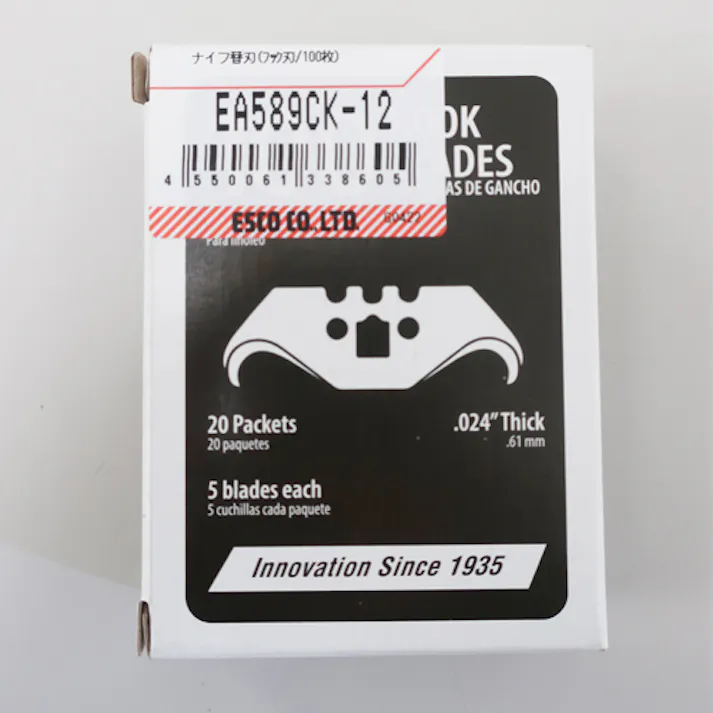 ナイフ替刃(フック刃/100枚)
EA589CK-12
4 550061 338605
ESCO CO.,LTD.
OK
ADES
AS DE GANCHO
Para linóleo
20 Packets
20 paquetes
.024” Thick
.61 mm
5 blades each
5 cuchillas cada paquete
Innovation Since 1935